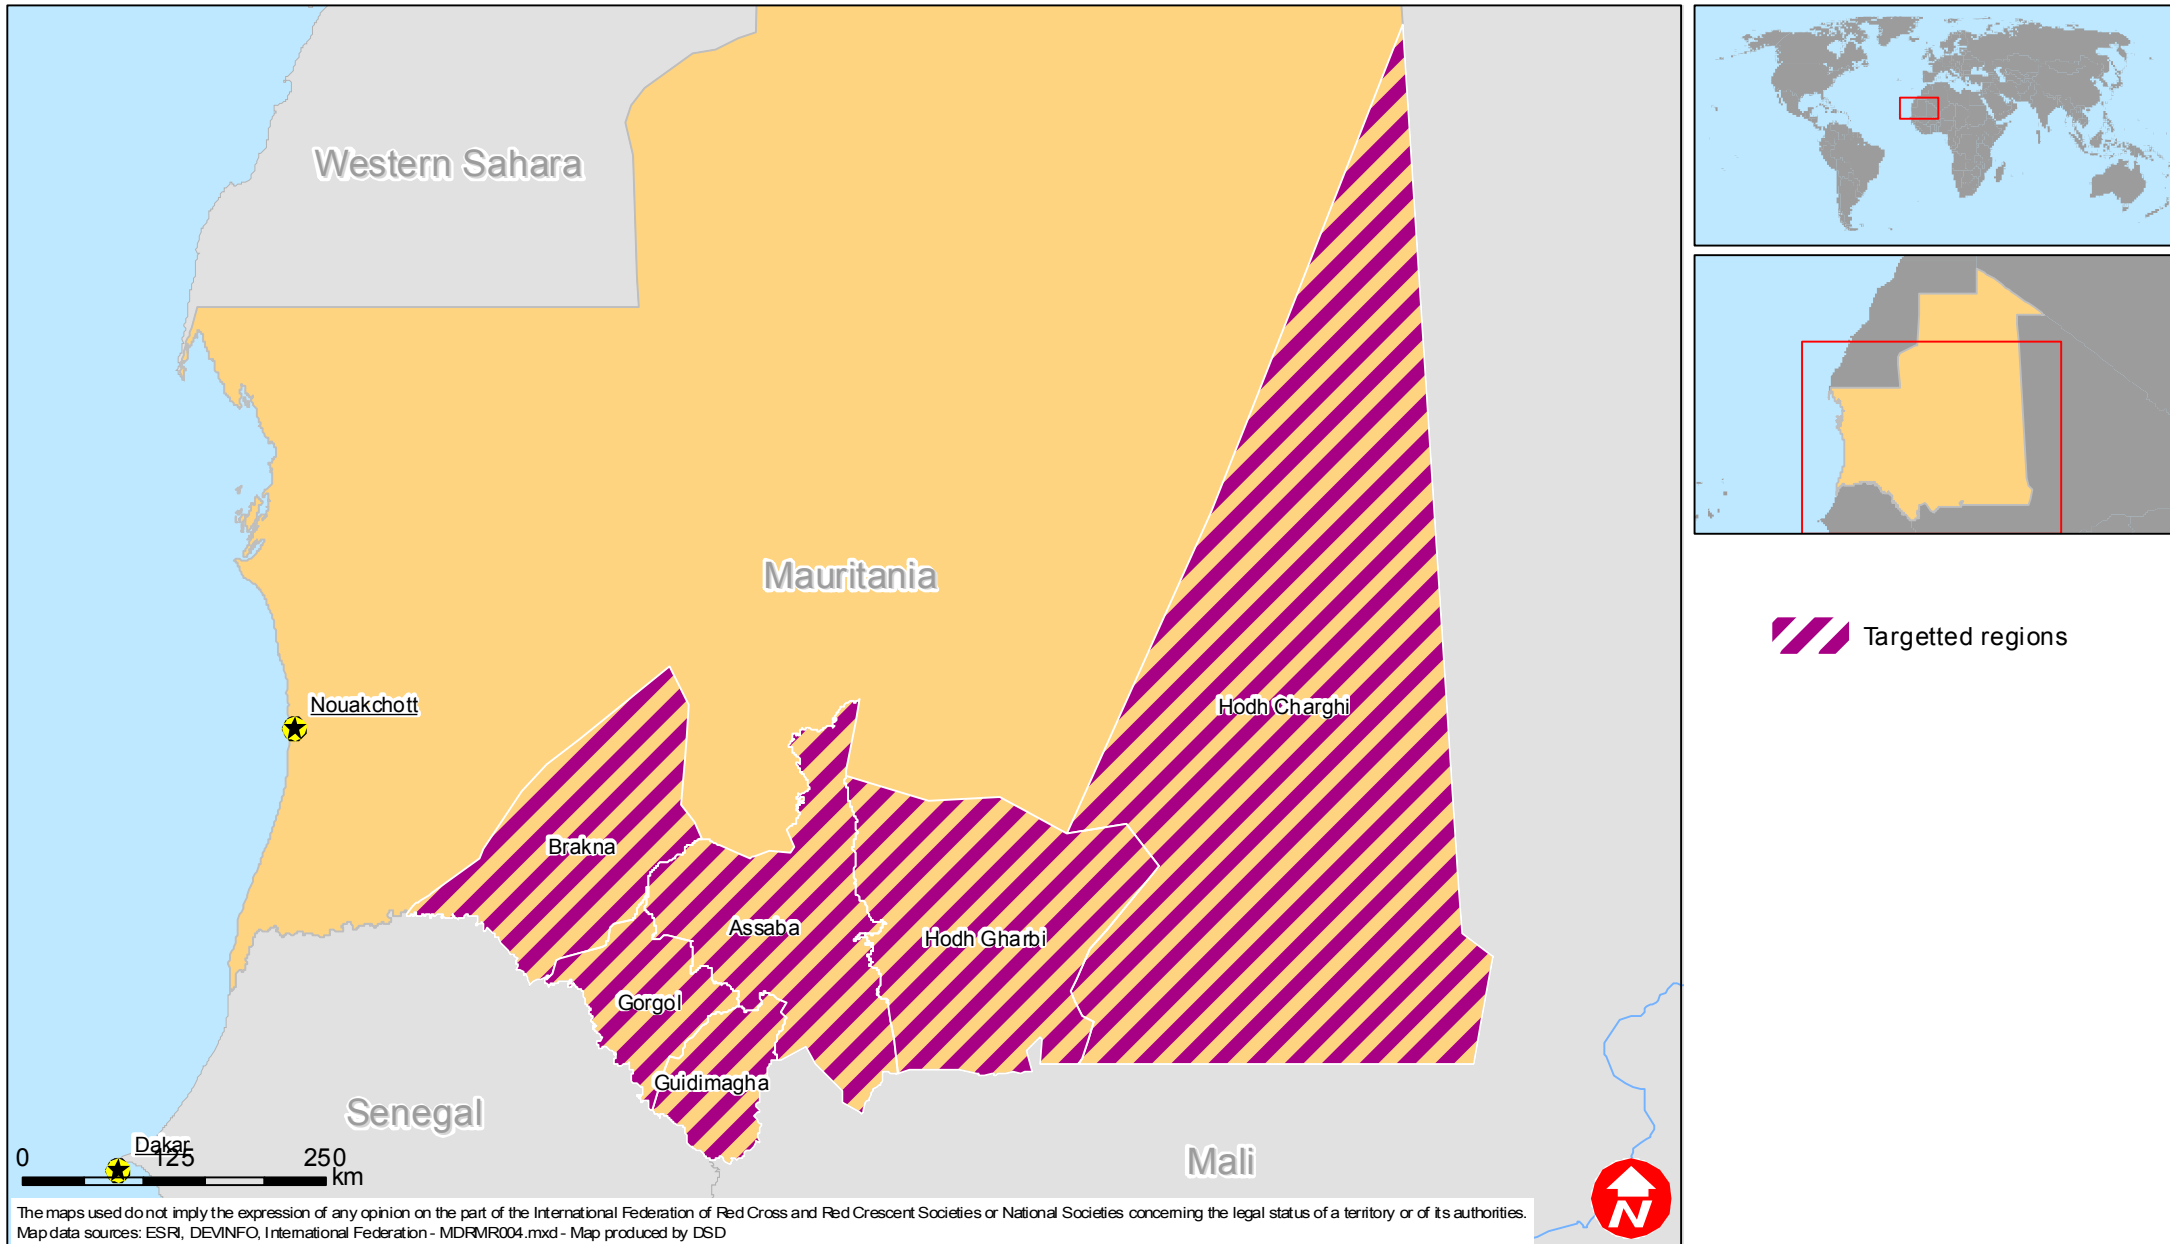 Western Sahara
Mauritania
Targetted regions
Nouakchott
Hodh Charghi
Brakna
Assaba
Hodh Gharbi
Gorgol
Guidimagha
Senegal
Dakar
Mali
0 125 250
km
N
The maps used do not imply the expression of any opinion on the part of the International Federation of Red Cross and Red Crescent Societies or National Societies concerning the legal status of a territory or of its authorities.
Map data sources: ESRI, DEVINFO, International Federation - MDRMR004.mxd - Map produced by DSD